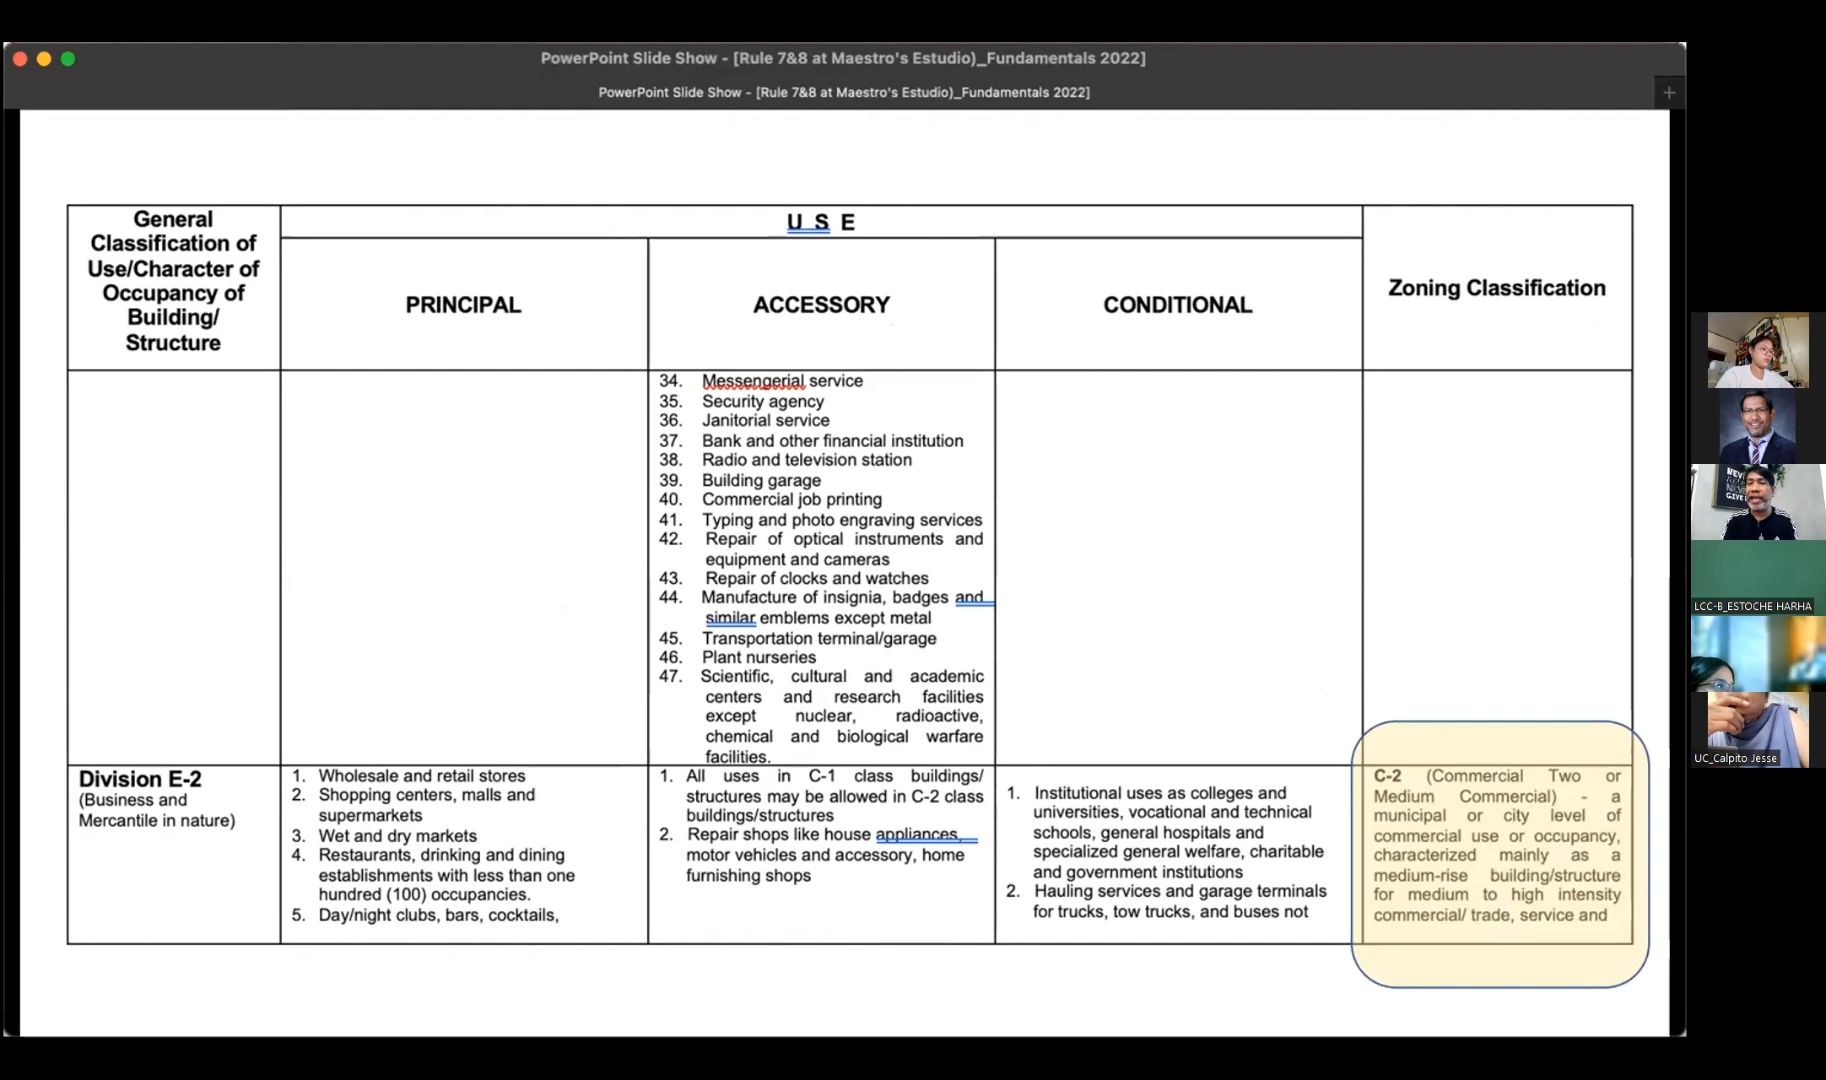 PowerPoint Slide Show - [Rule 7&8 at Maestro's Estudio)_Fundamentals 2022]
PowerPoint Slide Show - [Rule 7&8 at Maestro's Estudio)_Fundamentals 2022]
General
Classification of
Use/Character of
Occupancy of
Building/
Structure
U S E
PRINCIPAL
ACCESSORY
CONDITIONAL
Zoning Classification
34. Messengerial service
35. Security agency
36. Janitorial service
37. Bank and other financial institution
38. Radio and television station
39. Building garage
40. Commercial job printing
41. Typing and photo engraving services
42. Repair of optical instruments and
equipment and cameras
43. Repair of clocks and watches
44. Manufacture of insignia, badges and
similar emblems except metal
45. Transportation terminal/garage
46. Plant nurseries
47. Scientific, cultural and academic
centers and research facilities
except nuclear, radioactive,
chemical and biological warfare
facilities.
Division E-2
(Business and
Mercantile in nature)
1. Wholesale and retail stores
2. Shopping centers, malls and
supermarkets
3. Wet and dry markets
4. Restaurants, drinking and dining
establishments with less than one
hundred (100) occupancies.
5. Day/night clubs, bars, cocktails,
1. All uses in C-1 class buildings/
structures may be allowed in C-2 class
buildings/structures
2. Repair shops like house appliances,
motor vehicles and accessory, home
furnishing shops
1. Institutional uses as colleges and
universities, vocational and technical
schools, general hospitals and
specialized general welfare, charitable
and government institutions
2. Hauling services and garage terminals
for trucks, tow trucks, and buses not
C-2 (Commercial Two or
Medium Commercial) - a
municipal or city level of
commercial use or occupancy,
characterized mainly as a
medium-rise building/structure
for medium to high intensity
commercial/ trade, service and
LCC-B_ESTOCHE HARHA
UC_Calpito Jesse